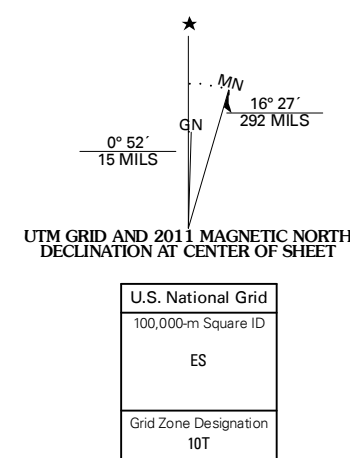 ★
MN
GN
16° 27´
292 MILS
0° 52´
15 MILS
UTM GRID AND 2011 MAGNETIC NORTH
DECLINATION AT CENTER OF SHEET
U.S. National Grid
100,000-m Square ID
ES
Grid Zone Designation
10T